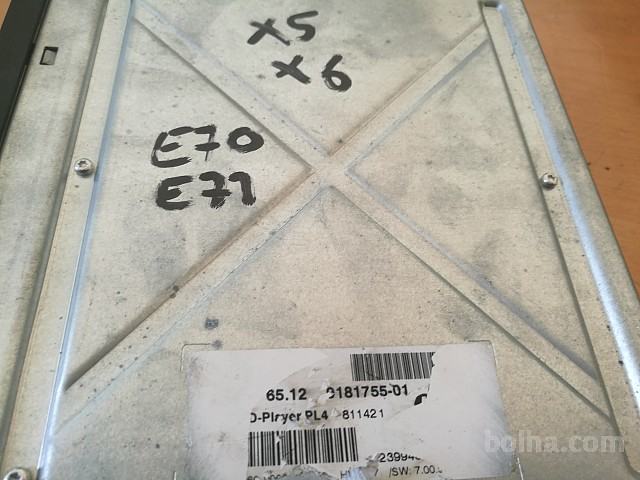 X5
X6
E70
E71
65.12 9181755-01
D-Player PL4 811421
/SW: 7.00.
bolha.com